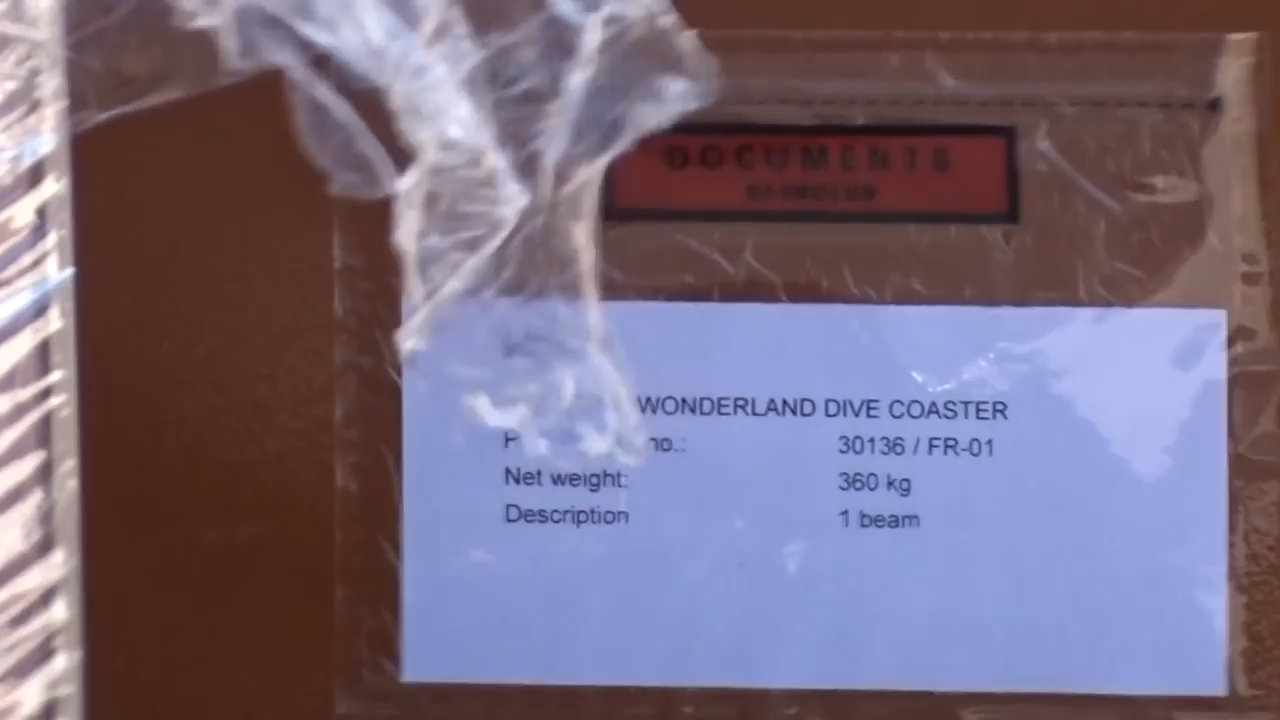 DOCUMENTS
WONDERLAND DIVE COASTER
no.: 30136 / FR-01
Net weight: 360 kg
Description 1 beam